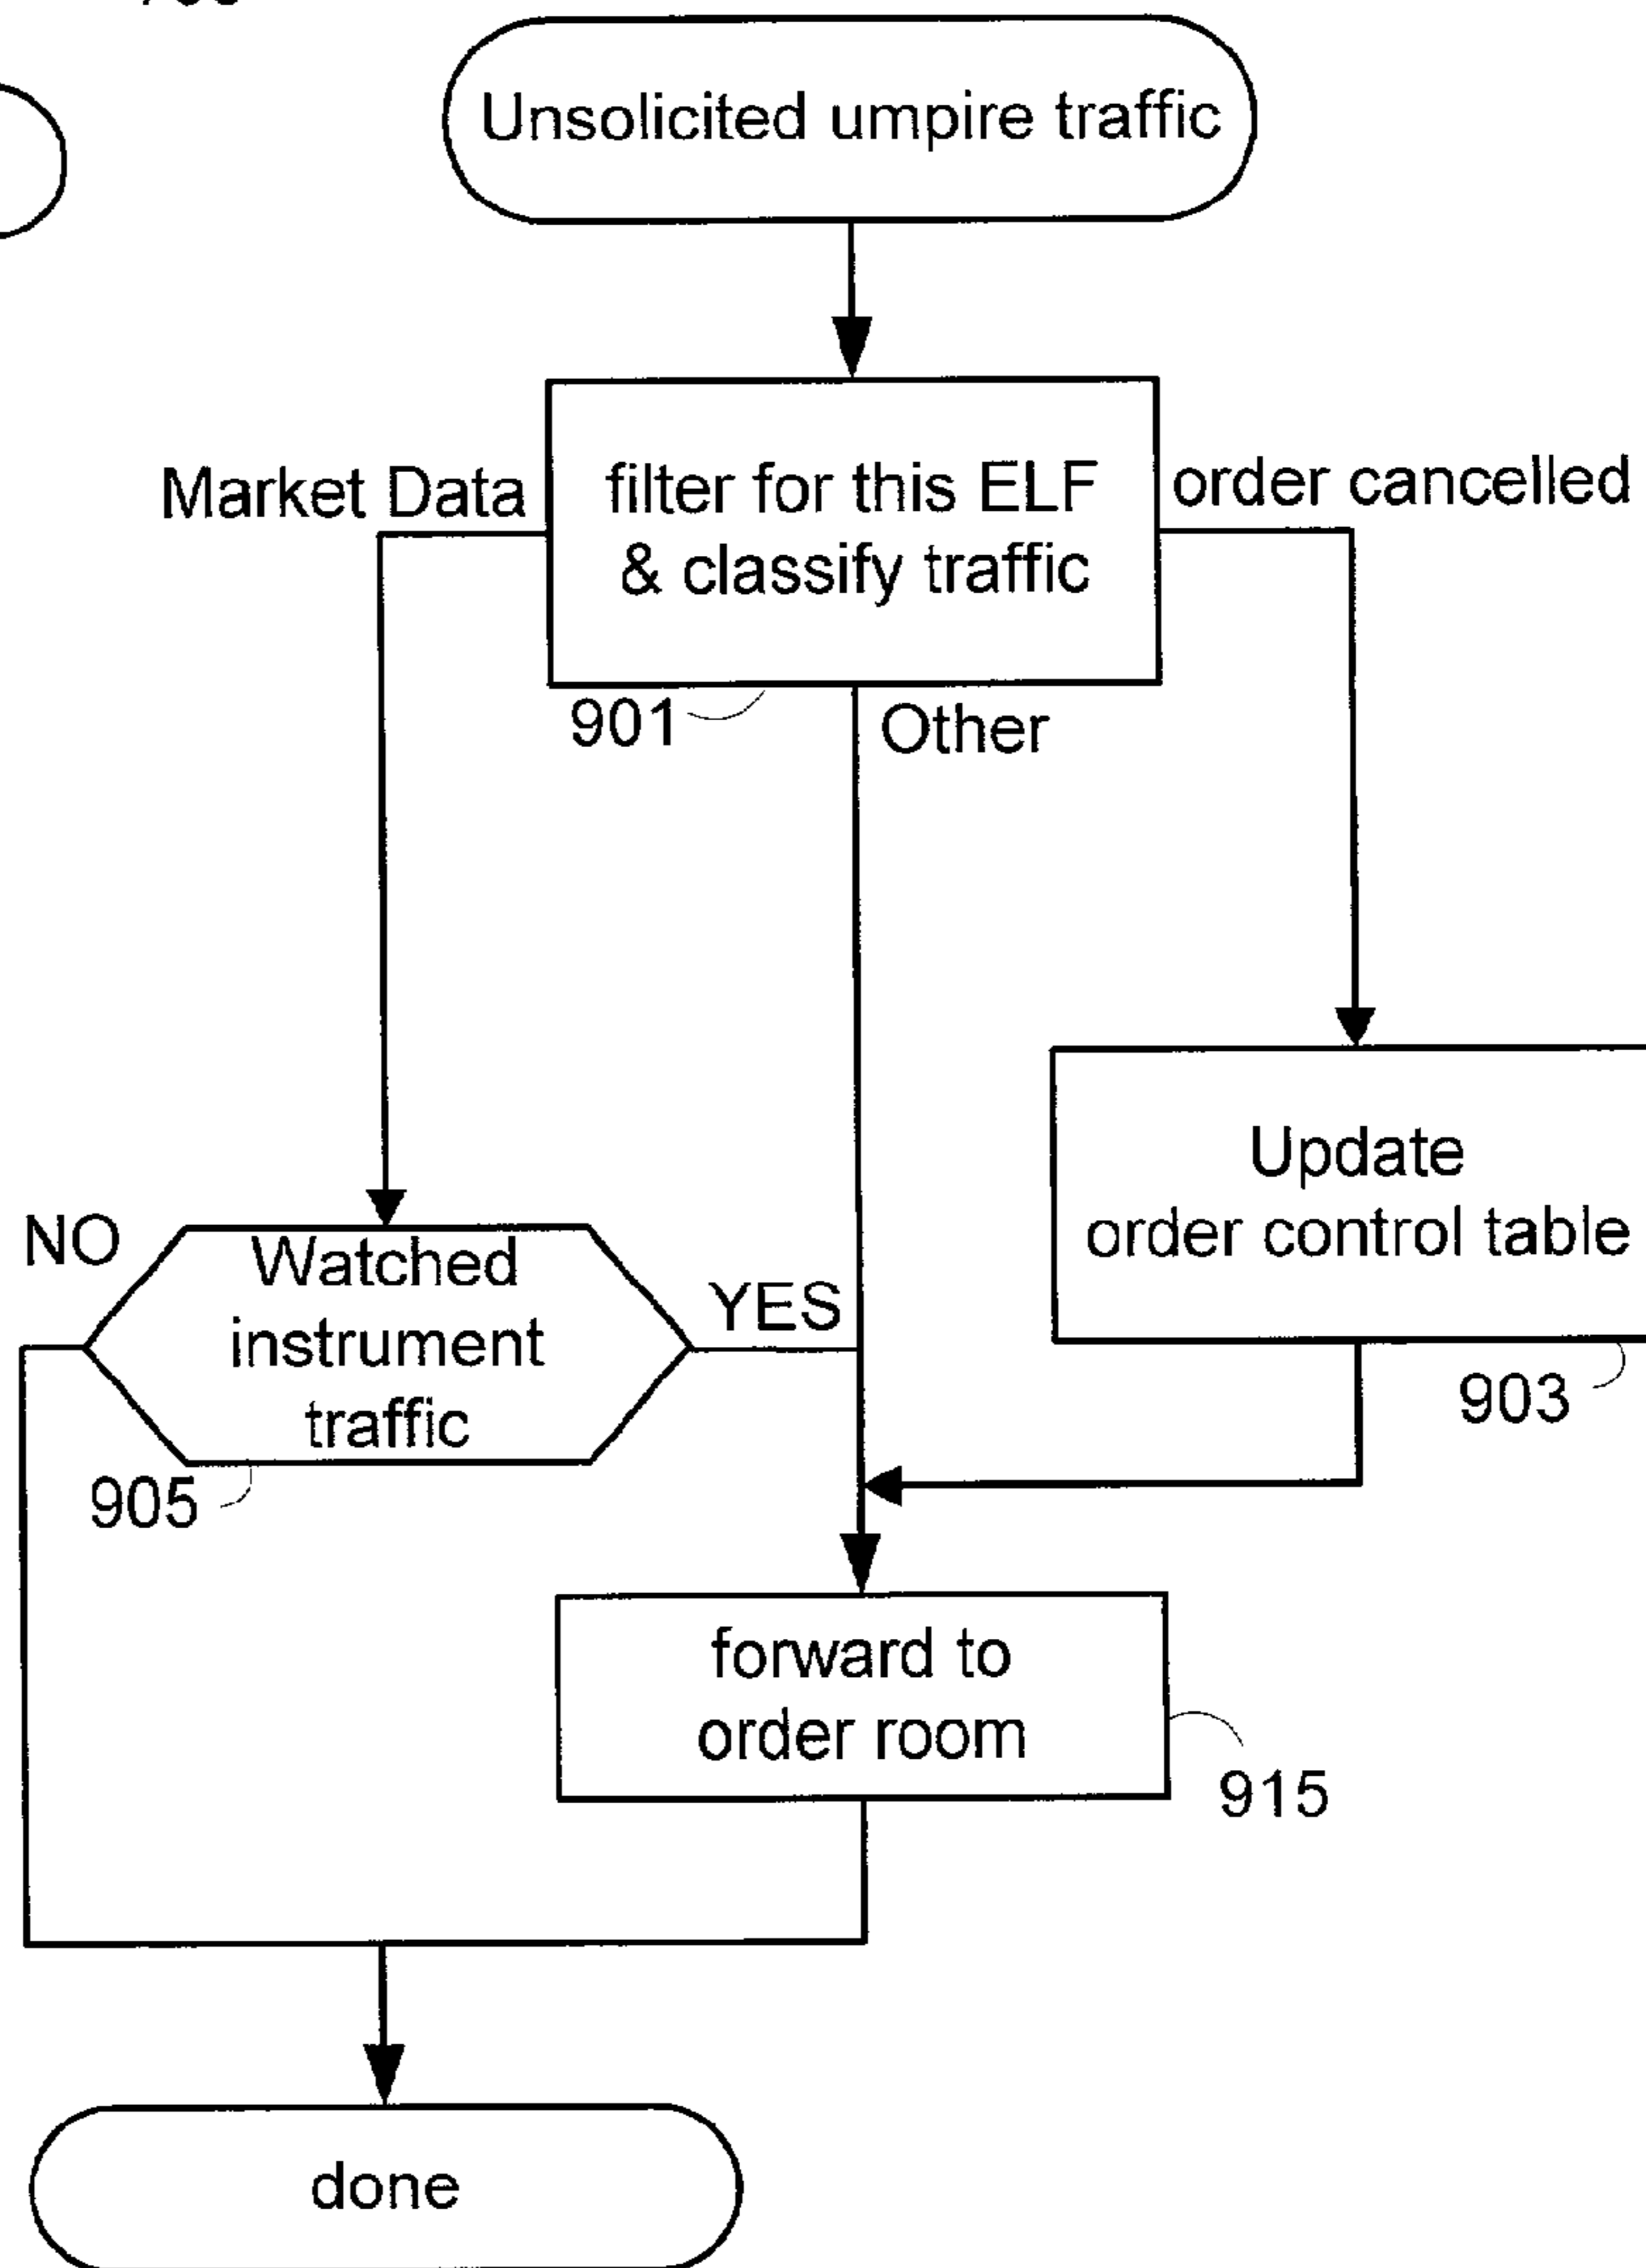 Unsolicited umpire traffic
Market Data
filter for this ELF
& classify traffic
order cancelled
901
Other
Update
order control table
903
NO
Watched
instrument
traffic
YES
905
forward to
order room
915
done